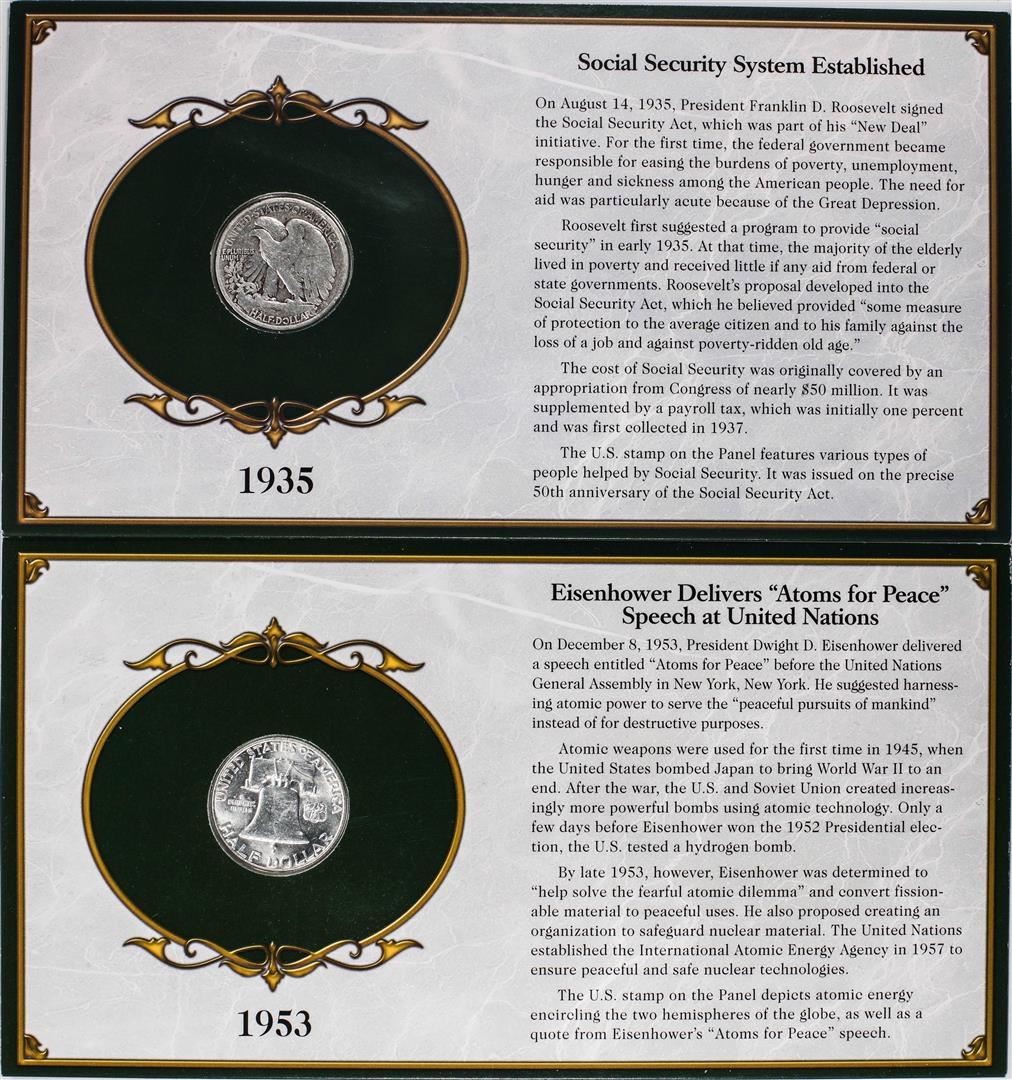 Social Security System Established
On August 14, 1935, President Franklin D. Roosevelt signed
the Social Security Act, which was part of his “New Deal”
initiative. For the first time, the federal government became
responsible for easing the burdens of poverty, unemployment,
hunger and sickness among the American people. The need for
aid was particularly acute because of the Great Depression.
Roosevelt first suggested a program to provide “social
security” in early 1935. At that time, the majority of the elderly
lived in poverty and received little if any aid from federal or
state governments. Roosevelt’s proposal developed into the
Social Security Act, which he believed provided “some measure
of protection to the average citizen and to his family against the
loss of a job and against poverty-ridden old age.”
The cost of Social Security was originally covered by an
appropriation from Congress of nearly $50 million. It was
supplemented by a payroll tax, which was initially one percent
and was first collected in 1937.
The U.S. stamp on the Panel features various types of
people helped by Social Security. It was issued on the precise
50th anniversary of the Social Security Act.
UNITED STATES OF AMERICA
E PLURIBUS
UNUM
HALF DOLLAR
1935
Eisenhower Delivers “Atoms for Peace”
Speech at United Nations
On December 8, 1953, President Dwight D. Eisenhower delivered
a speech entitled “Atoms for Peace” before the United Nations
General Assembly in New York, New York. He suggested harness-
ing atomic power to serve the “peaceful pursuits of mankind”
instead of for destructive purposes.
Atomic weapons were used for the first time in 1945, when
the United States bombed Japan to bring World War II to an
end. After the war, the U.S. and Soviet Union created increas-
ingly more powerful bombs using atomic technology. Only a
few days before Eisenhower won the 1952 Presidential elec-
tion, the U.S. tested a hydrogen bomb.
By late 1953, however, Eisenhower was determined to
“help solve the fearful atomic dilemma” and convert fission-
able material to peaceful uses. He also proposed creating an
organization to safeguard nuclear material. The United Nations
established the International Atomic Energy Agency in 1957 to
ensure peaceful and safe nuclear technologies.
The U.S. stamp on the Panel depicts atomic energy
encircling the two hemispheres of the globe, as well as a
quote from Eisenhower’s “Atoms for Peace” speech.
UNITED STATES OF AMERICA
E PLURIBUS
UNUM
HALF DOLLAR
1953